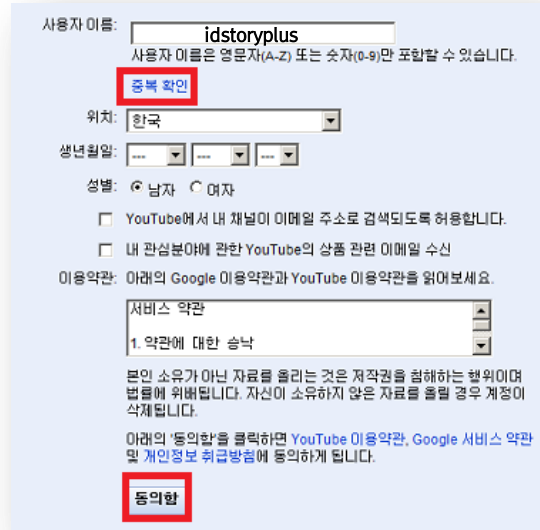 사용자 이름: idstoryplus
사용자 이름은 영문자(A-Z) 또는 숫자(0-9)만 포함할 수 있습니다.
중복 확인
위치: 한국
생년월일: --- --- ---
성별: 남자 여자
YouTube에서 내 채널이 이메일 주소로 검색되도록 허용합니다.
내 관심분야에 관한 YouTube의 상품 관련 이메일 수신
이용약관: 아래의 Google 이용약관과 YouTube 이용약관을 읽어보세요.
서비스 약관
1. 약관에 대한 승낙
본인 소유가 아닌 자료를 올리는 것은 저작권을 침해하는 행위이며
법률에 위배됩니다. 자신이 소유하지 않은 자료를 올릴 경우 계정이
삭제됩니다.
아래의 '동의함'을 클릭하면 YouTube 이용약관, Google 서비스 약관
및 개인정보 취급방침에 동의하게 됩니다.
동의함